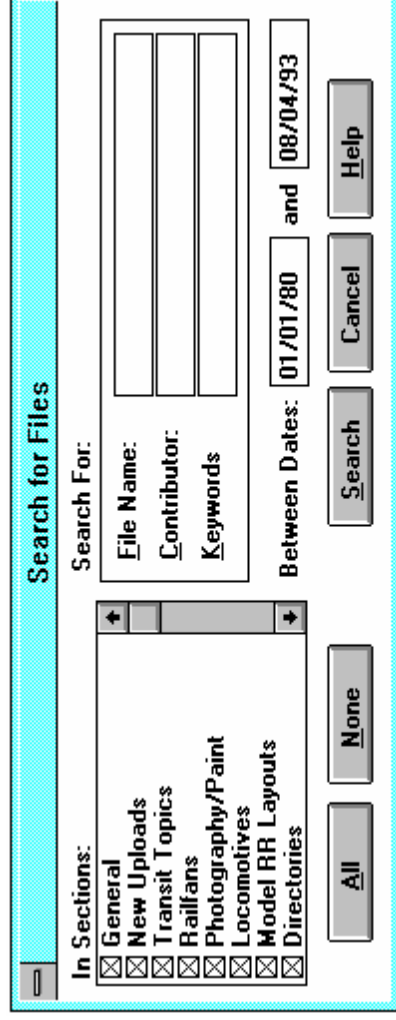 Search for Files
In Sections:
General
New Uploads
Transit Topics
Railfans
Photography/Paint
Locomotives
Model RR Layouts
Directories
All
None
Search For:
File Name:
Contributor:
Keywords
Between Dates: 01/01/80 and 08/04/93
Search
Cancel
Help